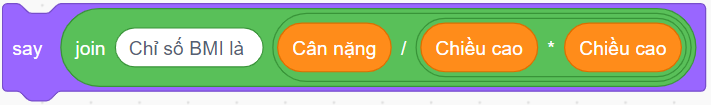 say join Chỉ số BMI là Cân nặng / Chiều cao * Chiều cao